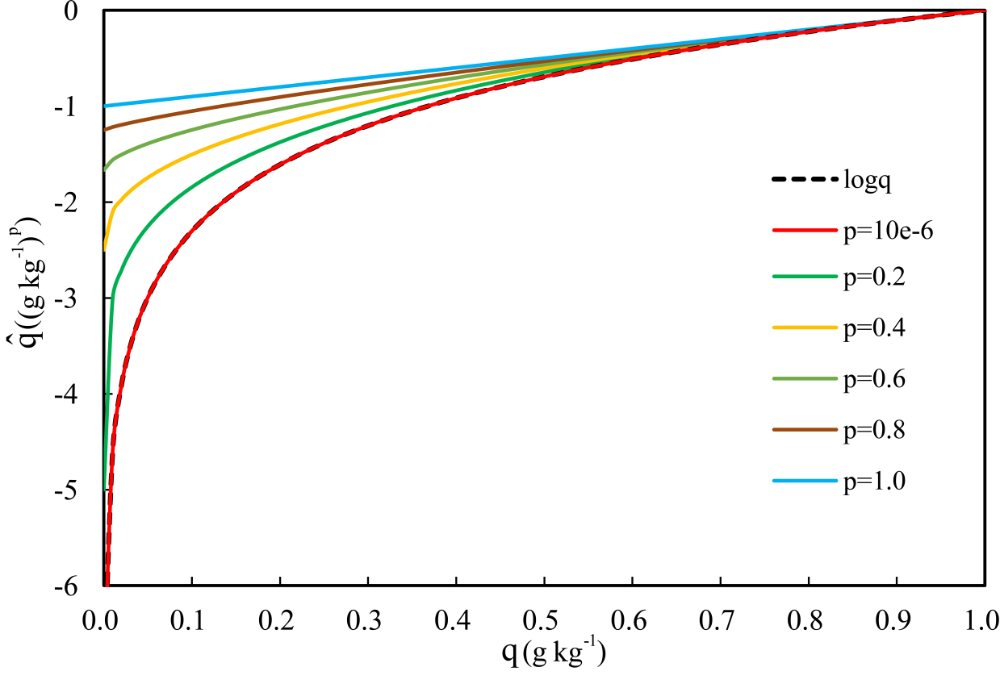 0
-1
-2
-3
-4
-5
-6
q̂((g kg⁻¹)ᵖ)
logq
p=10e-6
p=0.2
p=0.4
p=0.6
p=0.8
p=1.0
0.0 0.1 0.2 0.3 0.4 0.5 0.6 0.7 0.8 0.9 1.0
q (g kg⁻¹)